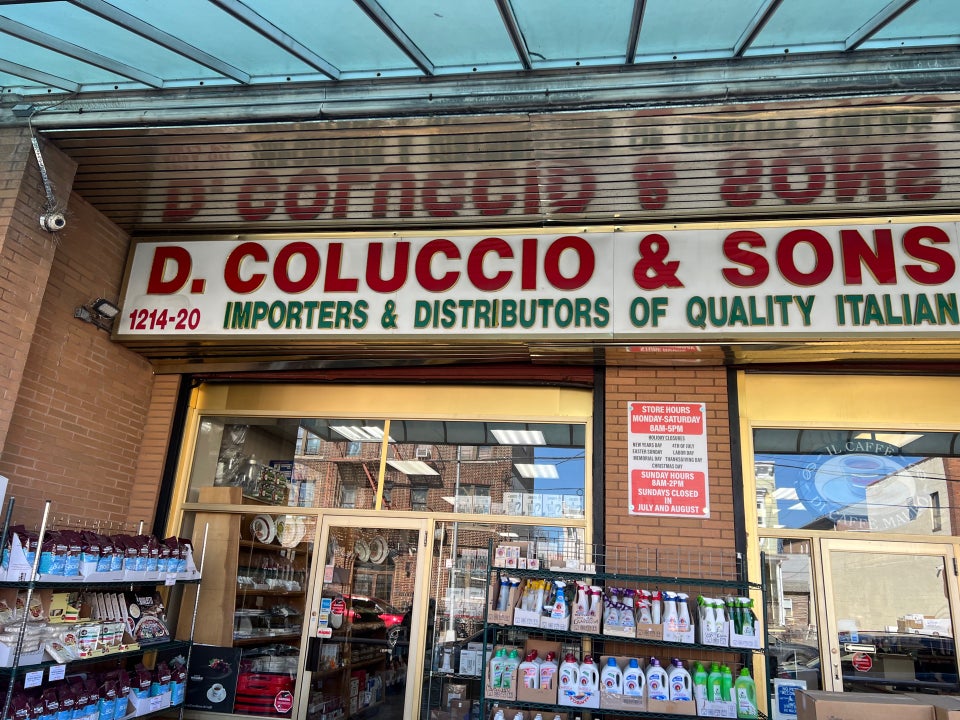 D. COLUCCIO & SONS
1214-20 IMPORTERS & DISTRIBUTORS OF QUALITY ITALIAN
STORE HOURS
MONDAY-SATURDAY
8AM-5PM
HOLIDAY CLOSURES
NEW YEARS DAY 4TH OF JULY
EASTER SUNDAY LABOR DAY
MEMORIAL DAY THANKSGIVING DAY
CHRISTMAS DAY
SUNDAY HOURS
8AM-2PM
SUNDAYS CLOSED
IN
JULY AND AUGUST
IL CAFFE